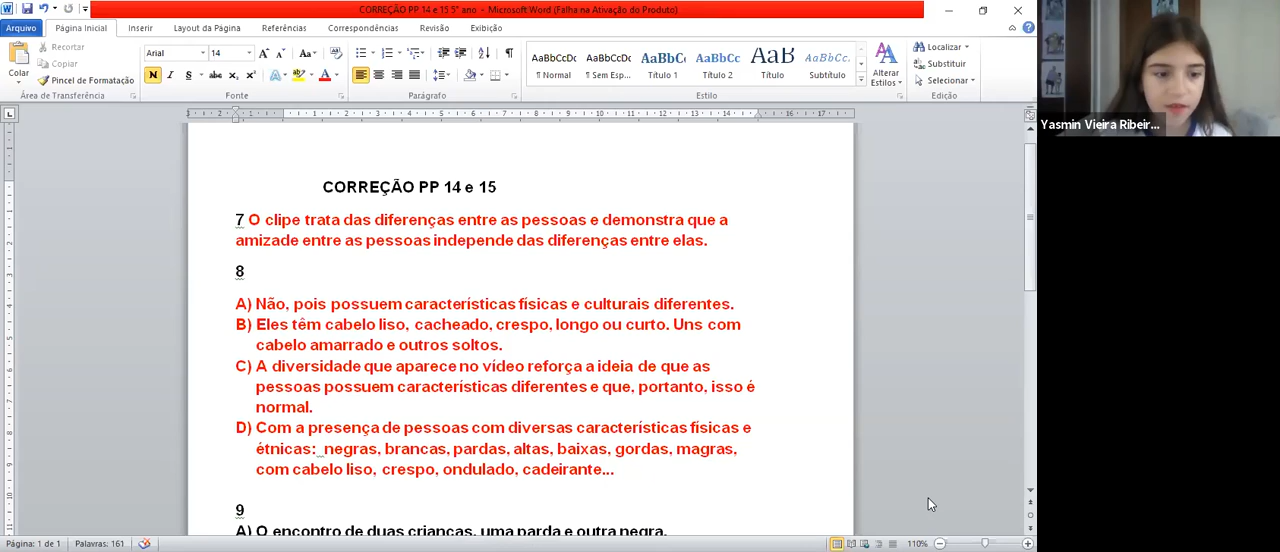 CORREÇÃO PP 14 e 15 5° ano - Microsoft Word (Falha na Ativação do Produto)
Arquivo Página Inicial Inserir Layout da Página Referências Correspondências Revisão Exibição
Colar
Recortar
Copiar
Pincel de Formatação
Área de Transferência
Arial 14
Fonte
Parágrafo
AaBbCcDc AaBbCcDc AaBbC AaBbCc AaB AaBbCc.
¶ Normal ¶ Sem Esp... Título 1 Título 2 Título Subtítulo
Alterar
Estilos
Estilo
Localizar
Substituir
Selecionar
Edição
Yasmin Vieira Ribeir...
CORREÇÃO PP 14 e 15
7 O clipe trata das diferenças entre as pessoas e demonstra que a
amizade entre as pessoas independe das diferenças entre elas.
8
A) Não, pois possuem características físicas e culturais diferentes.
B) Eles têm cabelo liso, cacheado, crespo, longo ou curto. Uns com
cabelo amarrado e outros soltos.
C) A diversidade que aparece no vídeo reforça a ideia de que as
pessoas possuem características diferentes e que, portanto, isso é
normal.
D) Com a presença de pessoas com diversas características físicas e
étnicas: negras, brancas, pardas, altas, baixas, gordas, magras,
com cabelo liso, crespo, ondulado, cadeirante...
9
A) O encontro de duas crianças, uma parda e outra negra.
Página: 1 de 1 Palavras: 161 110%